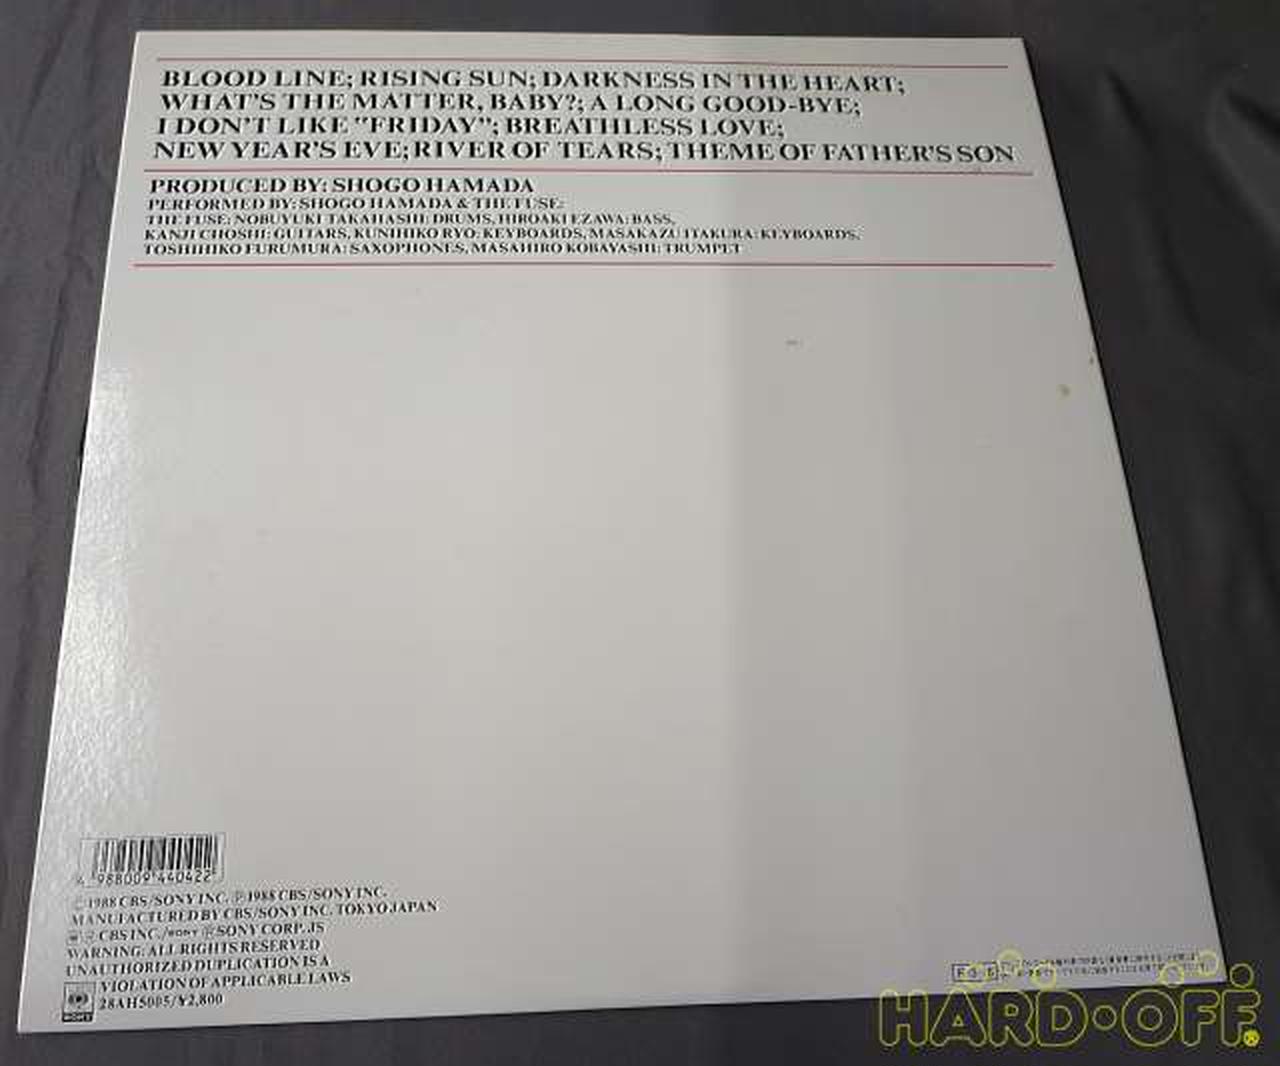 BLOOD LINE; RISING SUN; DARKNESS IN THE HEART;
WHAT'S THE MATTER, BABY?; A LONG GOOD-BYE;
I DON'T LIKE "FRIDAY"; BREATHLESS LOVE;
NEW YEAR'S EVE; RIVER OF TEARS; THEME OF FATHER'S SON
PRODUCED BY: SHOGO HAMADA
PERFORMED BY: SHOGO HAMADA & THE FUSE:
THE FUSE: NOBUYUKI TAKAHASHI: DRUMS, HIROAKI EZAWA: BASS,
KANJI CHOSHI: GUITARS, KUNIHIKO RYO: KEYBOARDS, MASAKAZU ITAKURA: KEYBOARDS,
TOSHIHIKO FURUMURA: SAXOPHONES, MASAHIRO KOBAYASHI: TRUMPET
4 988009 440422
Ⓒ1988 CBS/SONY INC. Ⓟ1988 CBS/SONY INC.
MANUFACTURED BY CBS/SONY INC. TOKYO JAPAN
CBS INC./SONY ® SONY CORP. JS
WARNING: ALL RIGHTS RESERVED
UNAUTHORIZED DUPLICATION IS A
VIOLATION OF APPLICABLE LAWS
28AH5005/¥2,800
SONY
HARD·OFF®